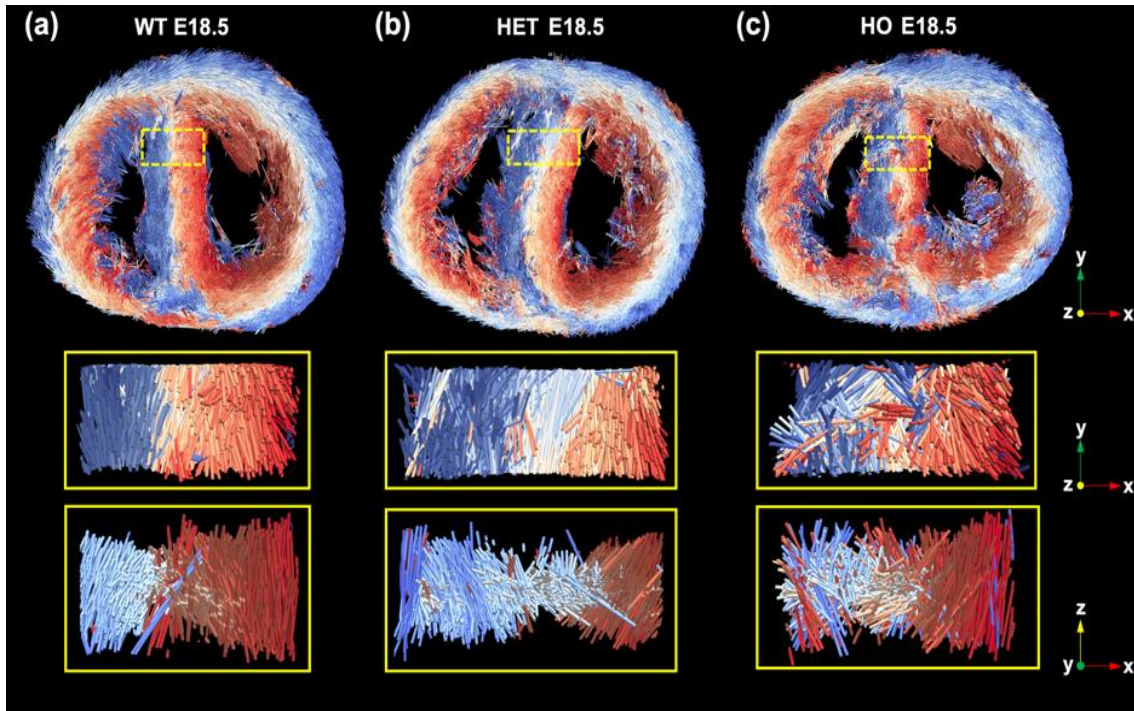 (a) WT E18.5
(b) HET E18.5
(c) HO E18.5
y
z x
y
z x
z
y x